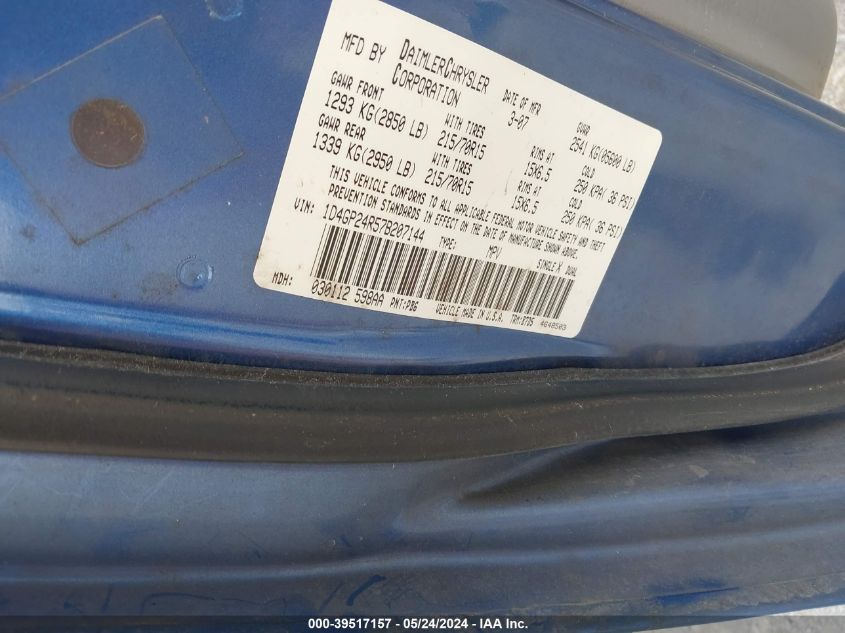 MFD BY DAIMLERCHRYSLER CORPORATION
DATE OF MFR 3-07
GVWR 2541 KG(05600 LB)
GAWR FRONT 1293 KG(2850 LB)
WITH TIRES 215/70R15
RIMS AT 15X6.5
COLD 250 KPA( 36 PSI)
GAWR REAR 1339 KG(2950 LB)
WITH TIRES 215/70R15
RIMS AT 15X6.5
COLD 250 KPA( 36 PSI)
THIS VEHICLE CONFORMS TO ALL APPLICABLE FEDERAL MOTOR VEHICLE SAFETY AND THEFT
PREVENTION STANDARDS IN EFFECT ON THE DATE OF MANUFACTURE SHOWN ABOVE.
VIN: 1D4GP24R57B207144 TYPE: MPV SINGLE X DUAL
MDH: 030112 598AA PNT:PB6 VEHICLE MADE IN U.S.A. TRM:B7D5 4648503
000-39517157 - 05/24/2024 - IAA Inc.